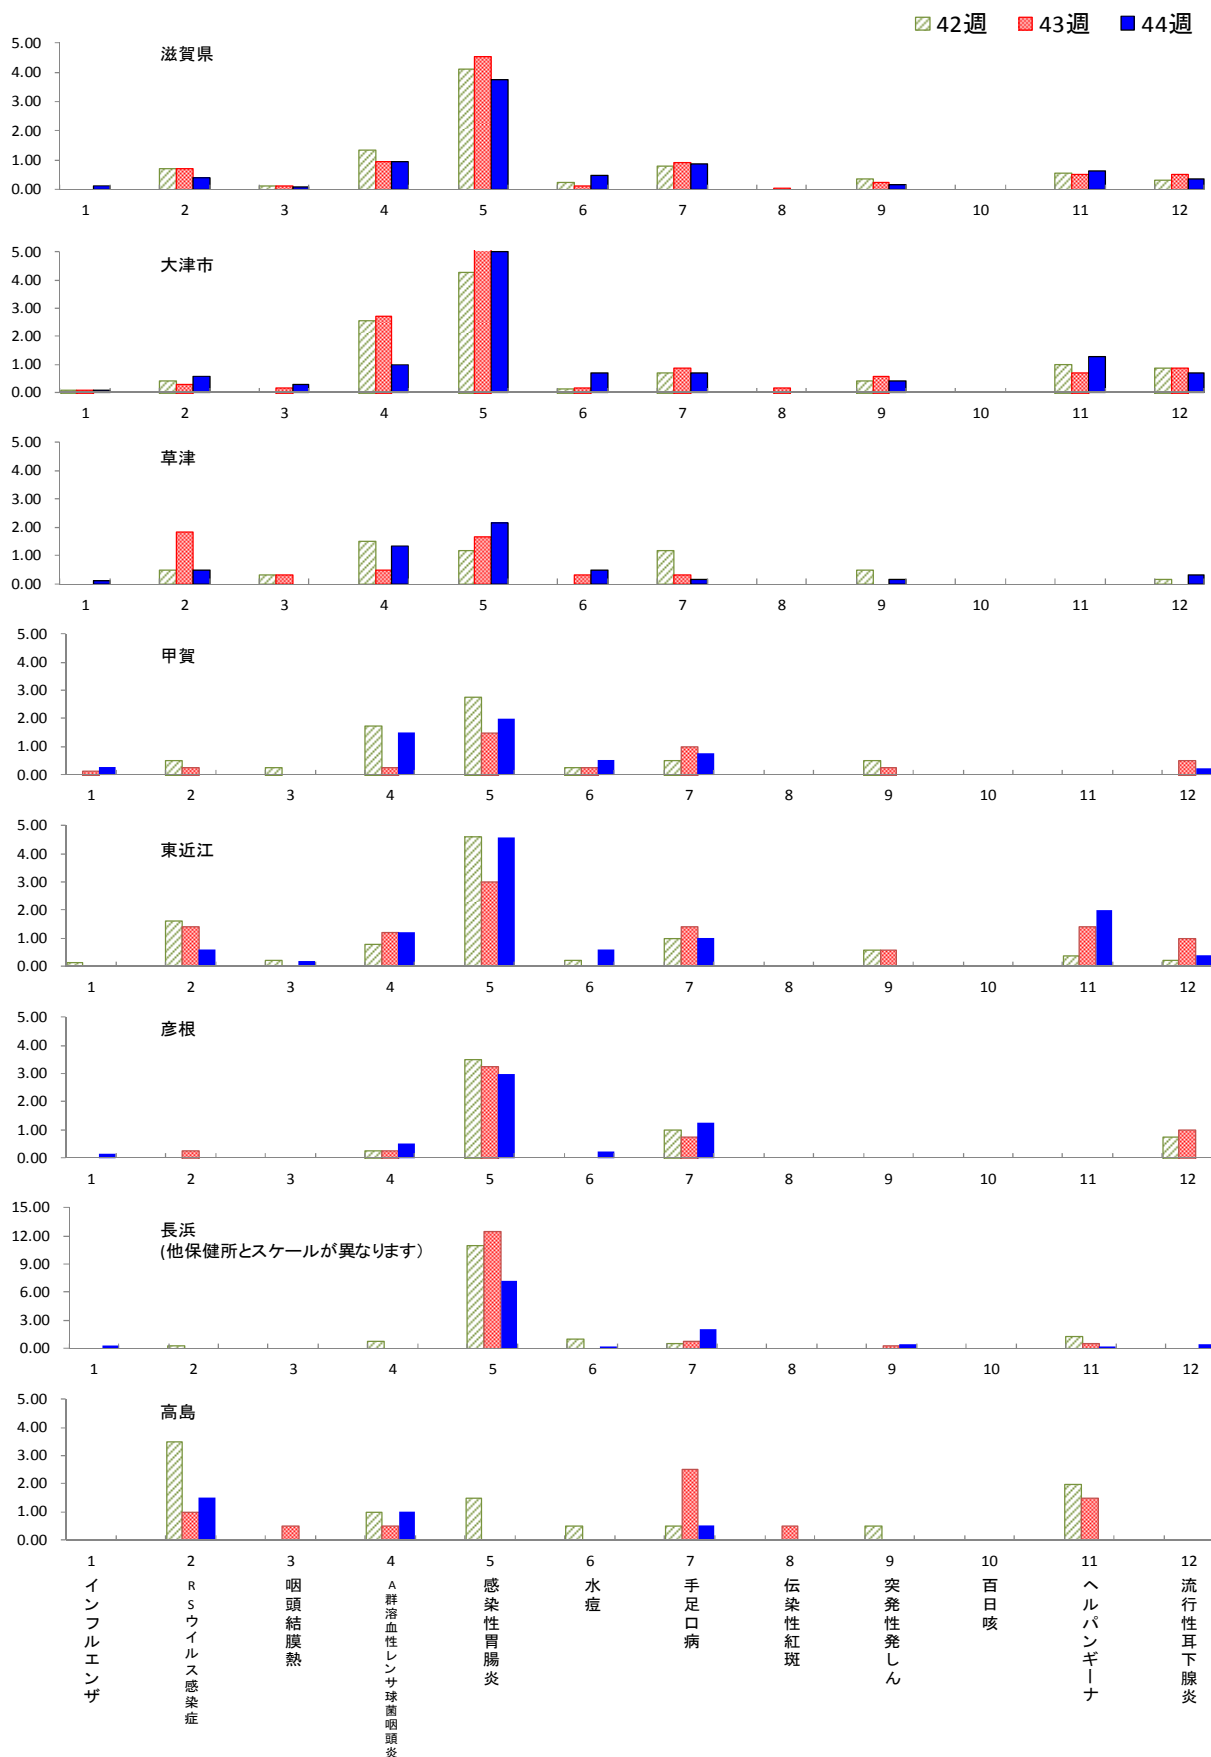 42週 43週 44週
滋賀県
5.00
4.00
3.00
2.00
1.00
0.00
1 2 3 4 5 6 7 8 9 10 11 12
大津市
5.00
4.00
3.00
2.00
1.00
0.00
1 2 3 4 5 6 7 8 9 10 11 12
草津
5.00
4.00
3.00
2.00
1.00
0.00
1 2 3 4 5 6 7 8 9 10 11 12
甲賀
5.00
4.00
3.00
2.00
1.00
0.00
1 2 3 4 5 6 7 8 9 10 11 12
東近江
5.00
4.00
3.00
2.00
1.00
0.00
1 2 3 4 5 6 7 8 9 10 11 12
彦根
5.00
4.00
3.00
2.00
1.00
0.00
1 2 3 4 5 6 7 8 9 10 11 12
長浜
(他保健所とスケールが異なります）
15.00
12.00
9.00
6.00
3.00
0.00
1 2 3 4 5 6 7 8 9 10 11 12
高島
5.00
4.00
3.00
2.00
1.00
0.00
1 2 3 4 5 6 7 8 9 10 11 12
インフルエンザ
RSウイルス感染症
咽頭結膜熱
A群溶血性レンサ球菌咽頭炎
感染性胃腸炎
水痘
手足口病
伝染性紅斑
突発性発しん
百日咳
ヘルパンギーナ
流行性耳下腺炎